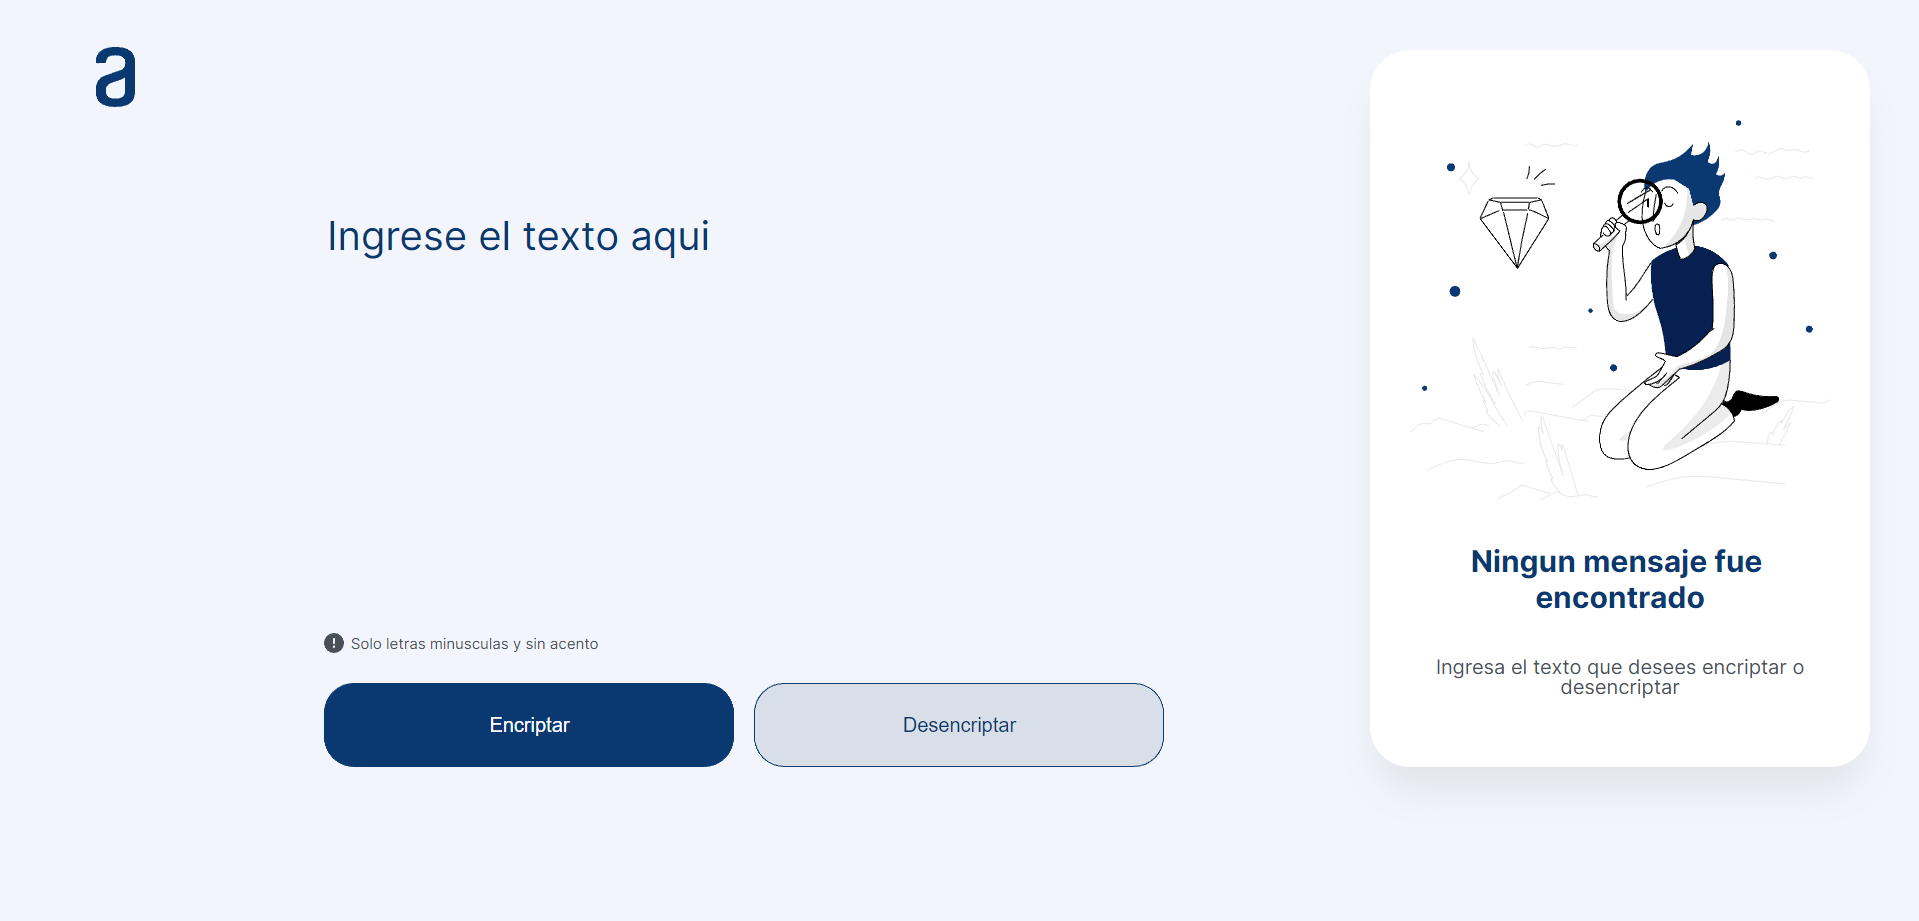 a
Ingrese el texto aqui
Solo letras minusculas y sin acento
Encriptar
Desencriptar
Ningun mensaje fue
encontrado
Ingresa el texto que desees encriptar o
desencriptar